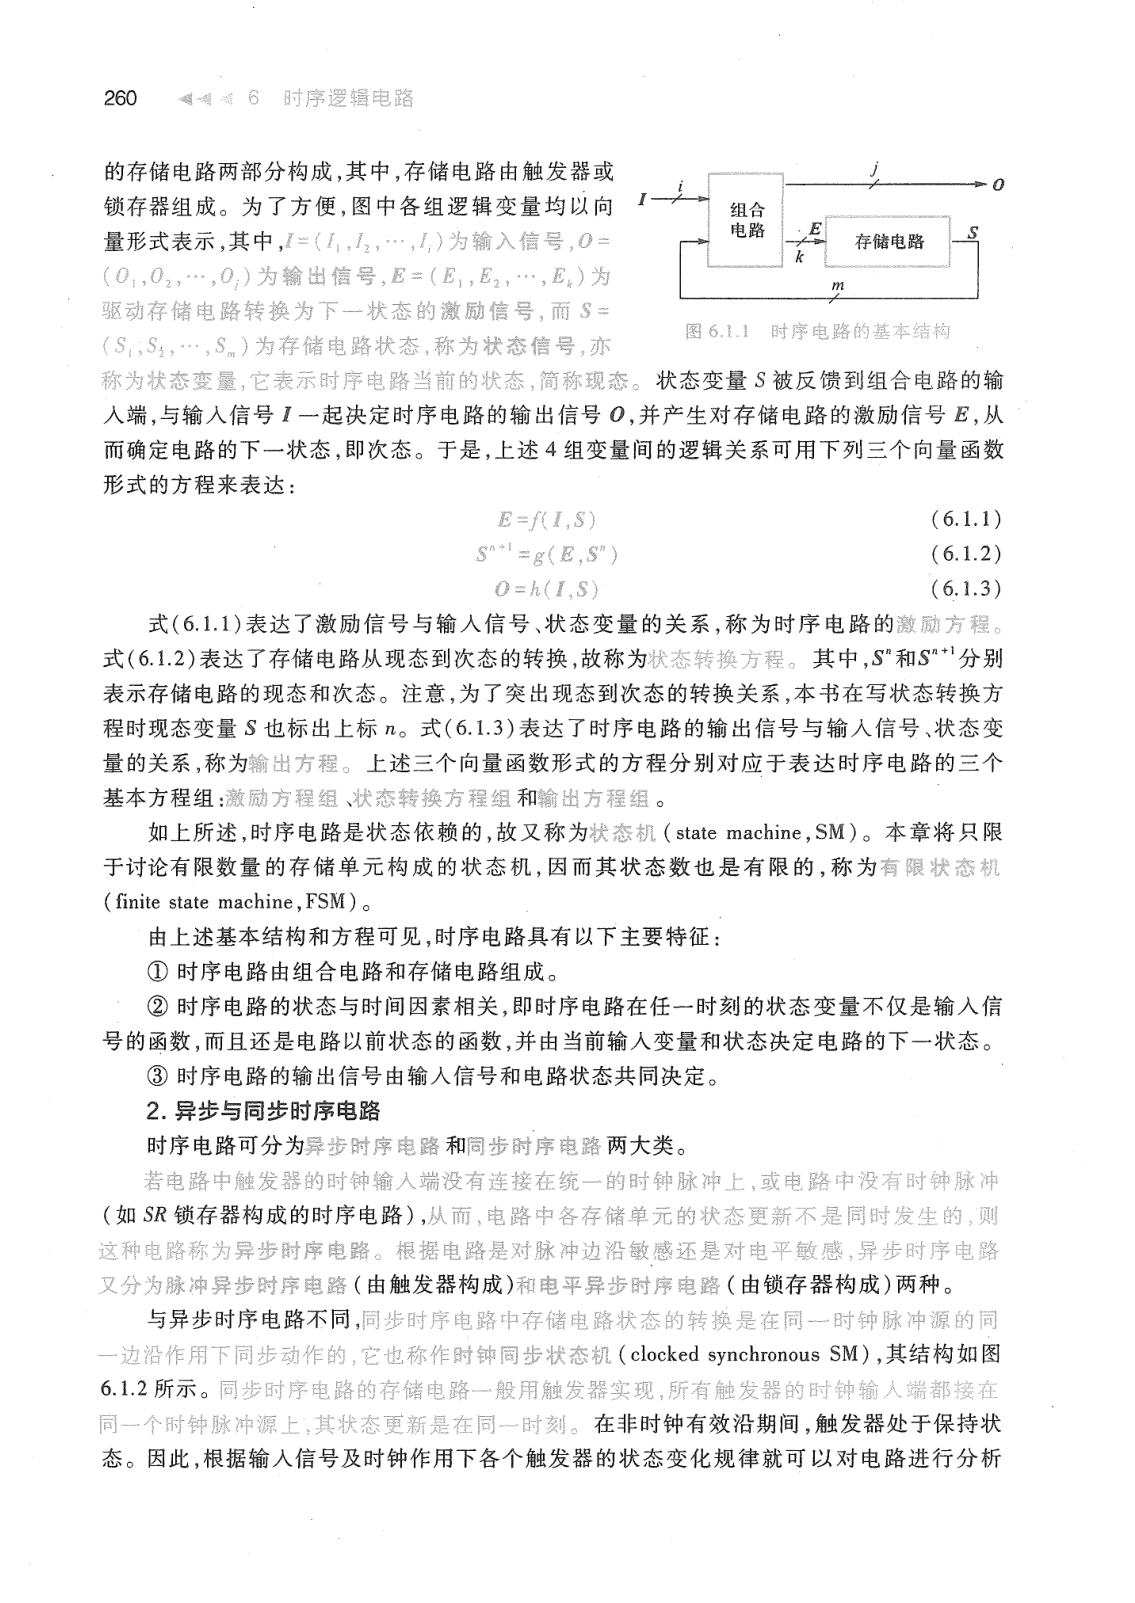 260 6 时序逻辑电路
的存储电路两部分构成,其中,存储电路由触发器或
锁存器组成。为了方便,图中各组逻辑变量均以向
量形式表示,其中,I=(I₁,I₂,…,Iᵢ)为输入信号,O=
(O₁,O₂,…,Oⱼ)为输出信号,E=(E₁,E₂,…,Eₖ)为
驱动存储电路转换为下一状态的激励信号,而 S=
(S₁,S₂,…,Sₘ)为存储电路状态,称为状态信号,亦
I i 组合电路 j O
E k 存储电路 S
m
图 6.1.1 时序电路的基本结构
称为状态变量,它表示时序电路当前的状态,简称现态。状态变量 S 被反馈到组合电路的输
入端,与输入信号 I 一起决定时序电路的输出信号 O,并产生对存储电路的激励信号 E,从
而确定电路的下一状态,即次态。于是,上述 4 组变量间的逻辑关系可用下列三个向量函数
形式的方程来表达:
E=f(I,S) (6.1.1)
Sⁿ⁺¹=g(E,Sⁿ) (6.1.2)
O=h(I,S) (6.1.3)
式(6.1.1)表达了激励信号与输入信号、状态变量的关系,称为时序电路的激励方程。
式(6.1.2)表达了存储电路从现态到次态的转换,故称为状态转换方程。其中,Sⁿ和Sⁿ⁺¹分别
表示存储电路的现态和次态。注意,为了突出现态到次态的转换关系,本书在写状态转换方
程时现态变量 S 也标出上标 n。式(6.1.3)表达了时序电路的输出信号与输入信号、状态变
量的关系,称为输出方程。上述三个向量函数形式的方程分别对应于表达时序电路的三个
基本方程组:激励方程组、状态转换方程组和输出方程组。
如上所述,时序电路是状态依赖的,故又称为状态机(state machine,SM)。本章将只限
于讨论有限数量的存储单元构成的状态机,因而其状态数也是有限的,称为有限状态机
(finite state machine,FSM)。
由上述基本结构和方程可见,时序电路具有以下主要特征:
① 时序电路由组合电路和存储电路组成。
② 时序电路的状态与时间因素相关,即时序电路在任一时刻的状态变量不仅是输入信
号的函数,而且还是电路以前状态的函数,并由当前输入变量和状态决定电路的下一状态。
③ 时序电路的输出信号由输入信号和电路状态共同决定。
2. 异步与同步时序电路
时序电路可分为异步时序电路和同步时序电路两大类。
若电路中触发器的时钟输入端没有连接在统一的时钟脉冲上,或电路中没有时钟脉冲
(如 SR 锁存器构成的时序电路),从而,电路中各存储单元的状态更新不是同时发生的,则
这种电路称为异步时序电路。根据电路是对脉冲边沿敏感还是对电平敏感,异步时序电路
又分为脉冲异步时序电路(由触发器构成)和电平异步时序电路(由锁存器构成)两种。
与异步时序电路不同,同步时序电路中存储电路状态的转换是在同一时钟脉冲源的同
一边沿作用下同步动作的,它也称作时钟同步状态机(clocked synchronous SM),其结构如图
6.1.2 所示。同步时序电路的存储电路一般用触发器实现,所有触发器的时钟输入端都接在
同一个时钟脉冲源上,其状态更新是在同一时刻。在非时钟有效沿期间,触发器处于保持状
态。因此,根据输入信号及时钟作用下各个触发器的状态变化规律就可以对电路进行分析